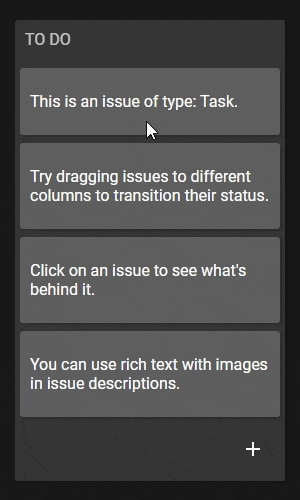 TO DO
This is an issue of type: Task.
Try dragging issues to different
columns to transition their status.
Click on an issue to see what's
behind it.
You can use rich text with images
in issue descriptions.